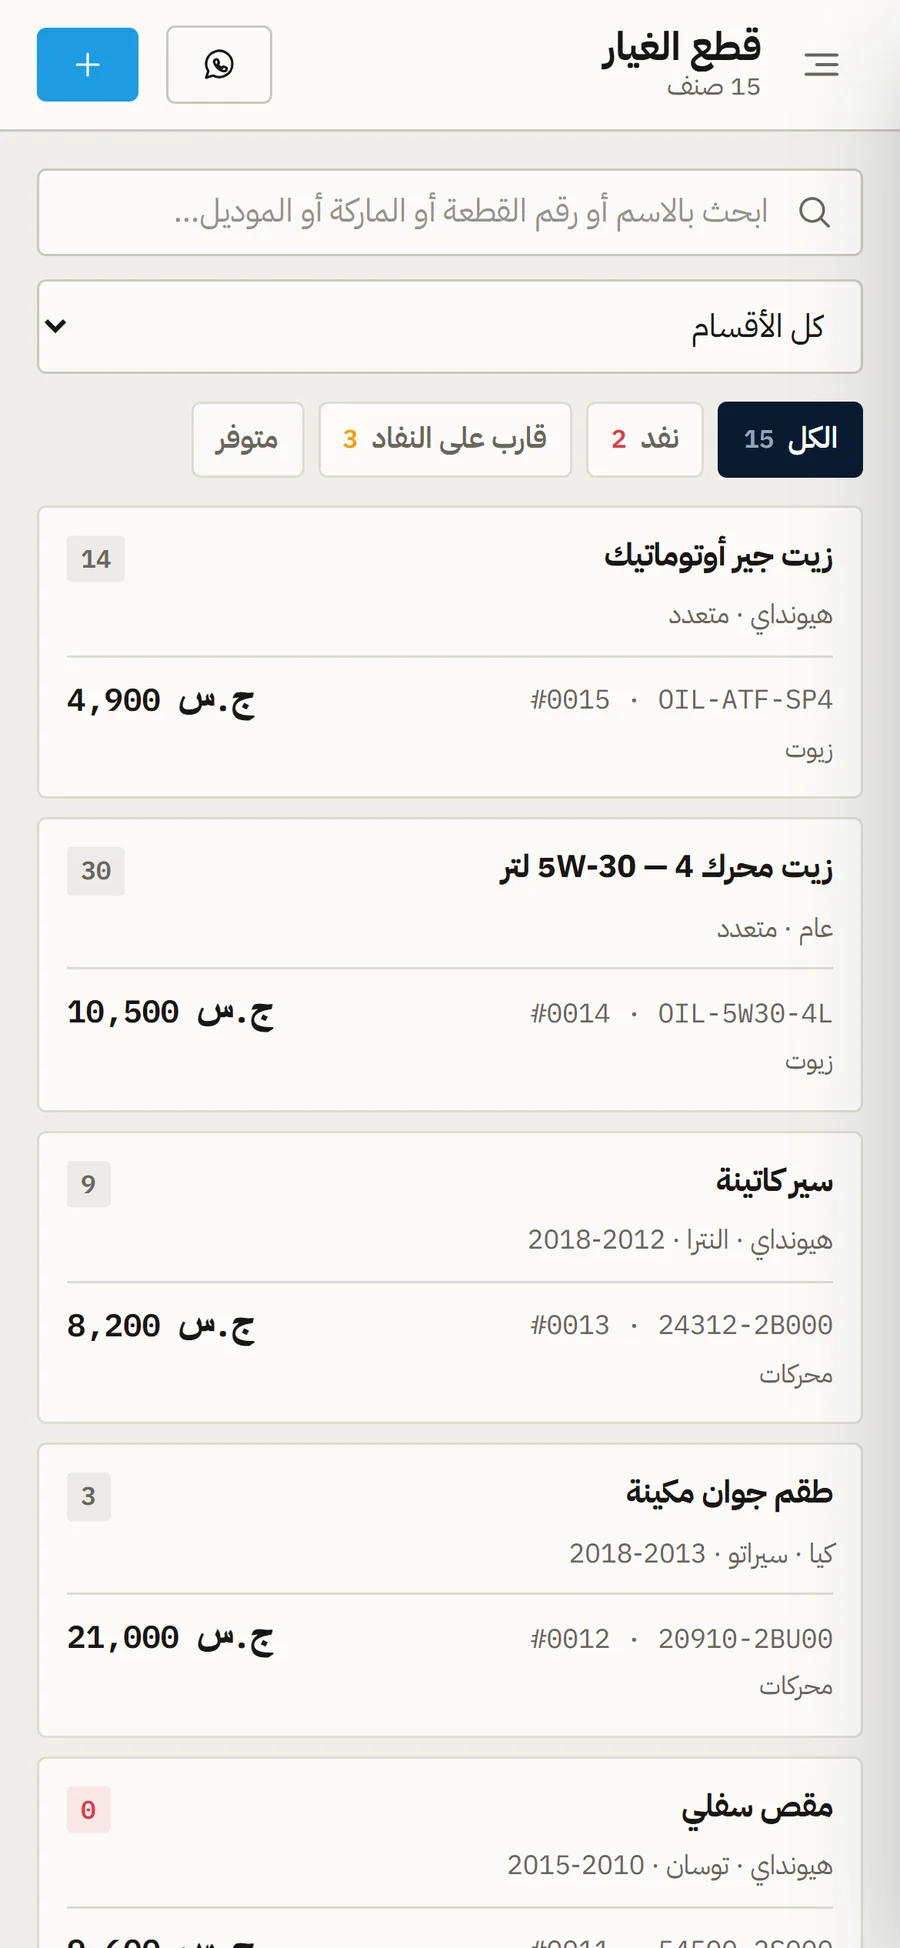 قطع الغيار
15 صنف
ابحث بالاسم أو رقم القطعة أو الماركة أو الموديل...
كل الأقسام
الكل 15 نفد 2 قارب على النفاد 3 متوفر
زيت جير أوتوماتيك 14
هيونداي · متعدد
OIL-ATF-SP4 · #0015 ج.س 4,900
زيوت
زيت محرك 5W-30 — 4 لتر 30
عام · متعدد
OIL-5W30-4L · #0014 ج.س 10,500
زيوت
سير كاتينة 9
هيونداي · النترا · 2012-2018
24312-2B000 · #0013 ج.س 8,200
محركات
طقم جوان مكينة 3
كيا · سيراتو · 2013-2018
20910-2BU00 · #0012 ج.س 21,000
محركات
مقص سفلي 0
هيونداي · توسان · 2010-2015